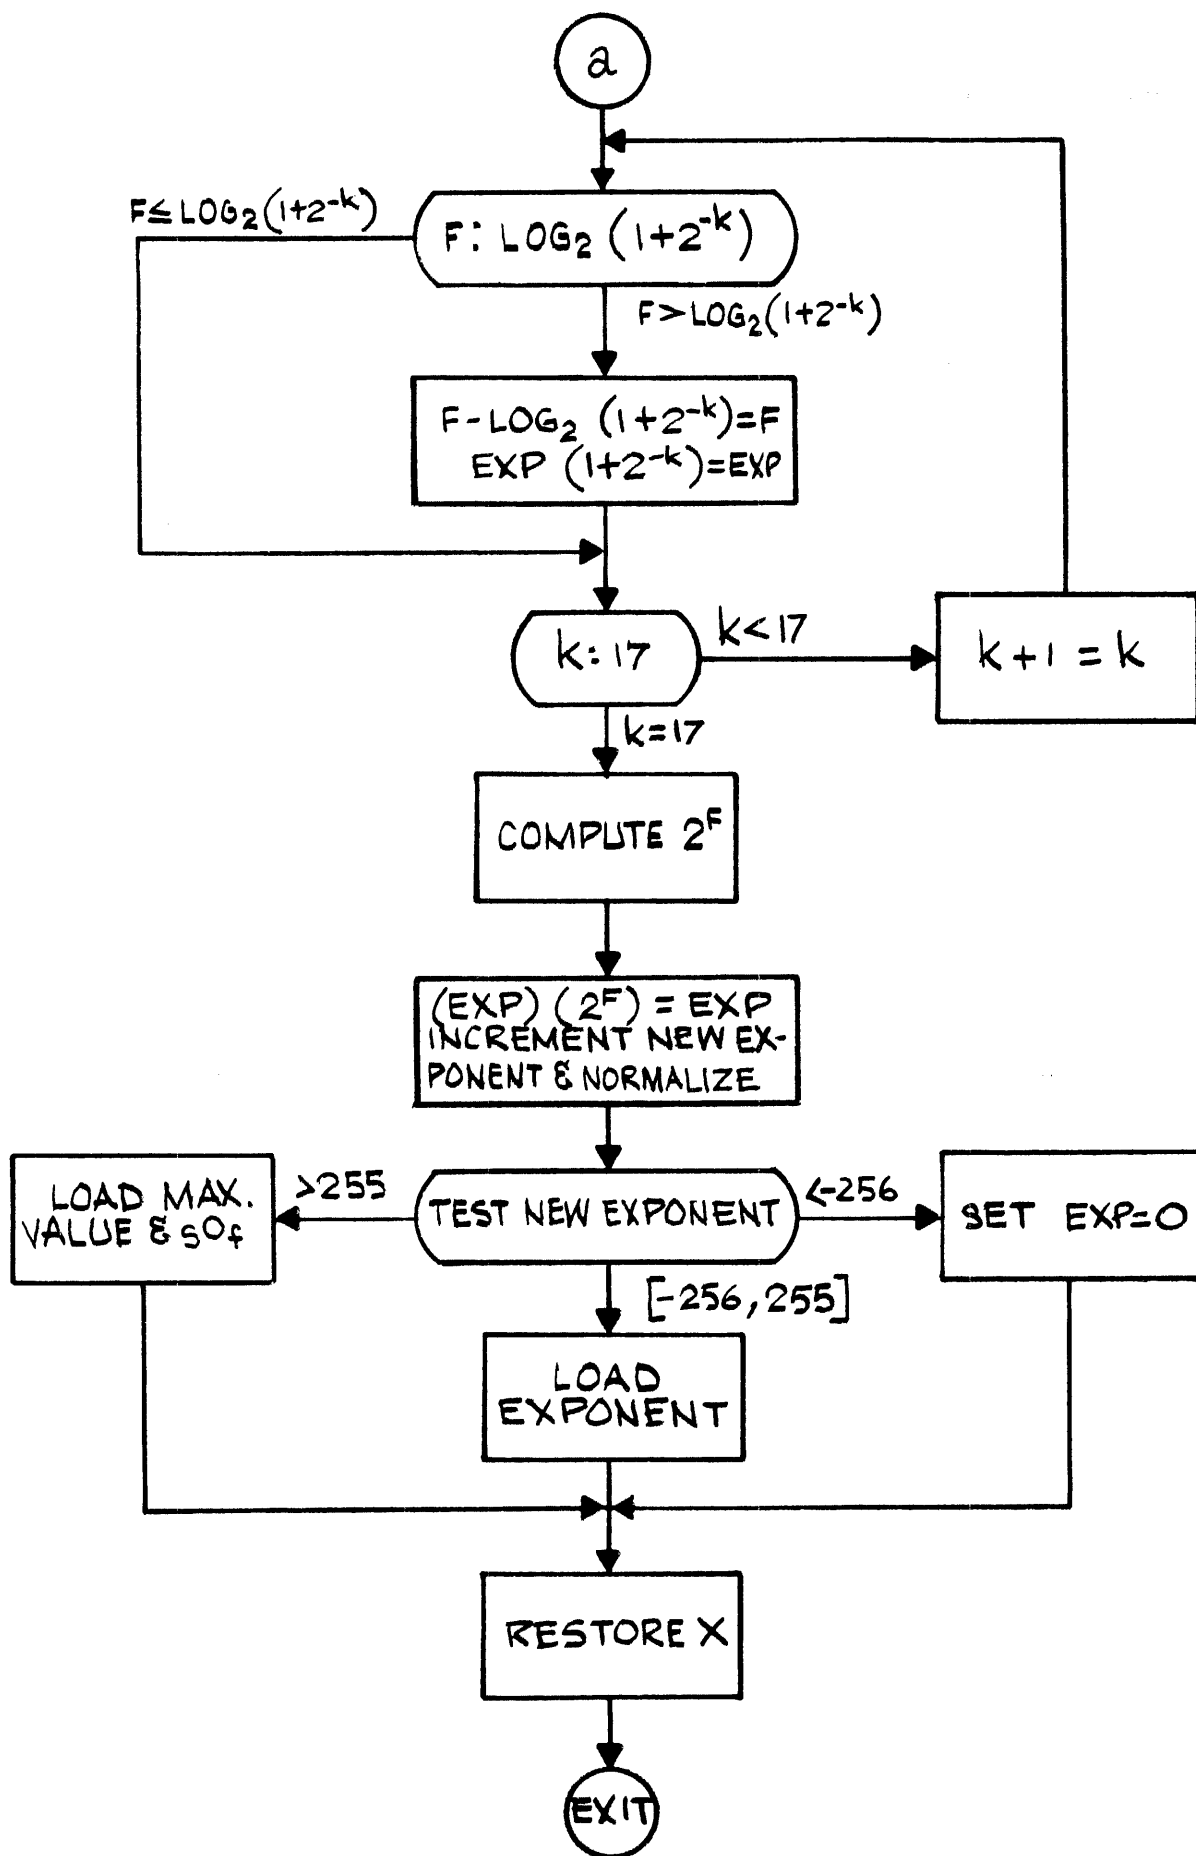 a
F≤LOG₂(1+2⁻ᵏ)
F: LOG₂ (1+2⁻ᵏ)
F>LOG₂(1+2⁻ᵏ)
F-LOG₂ (1+2⁻ᵏ)=F
EXP (1+2⁻ᵏ)=EXP
k:17
k<17
k+1=k
k=17
COMPUTE 2ᶠ
(EXP) (2ᶠ) = EXP
INCREMENT NEW EX-
PONENT & NORMALIZE
LOAD MAX.
VALUE & sOf
>255
TEST NEW EXPONENT
<-256
SET EXP=0
[-256, 255]
LOAD
EXPONENT
RESTORE X
EXIT